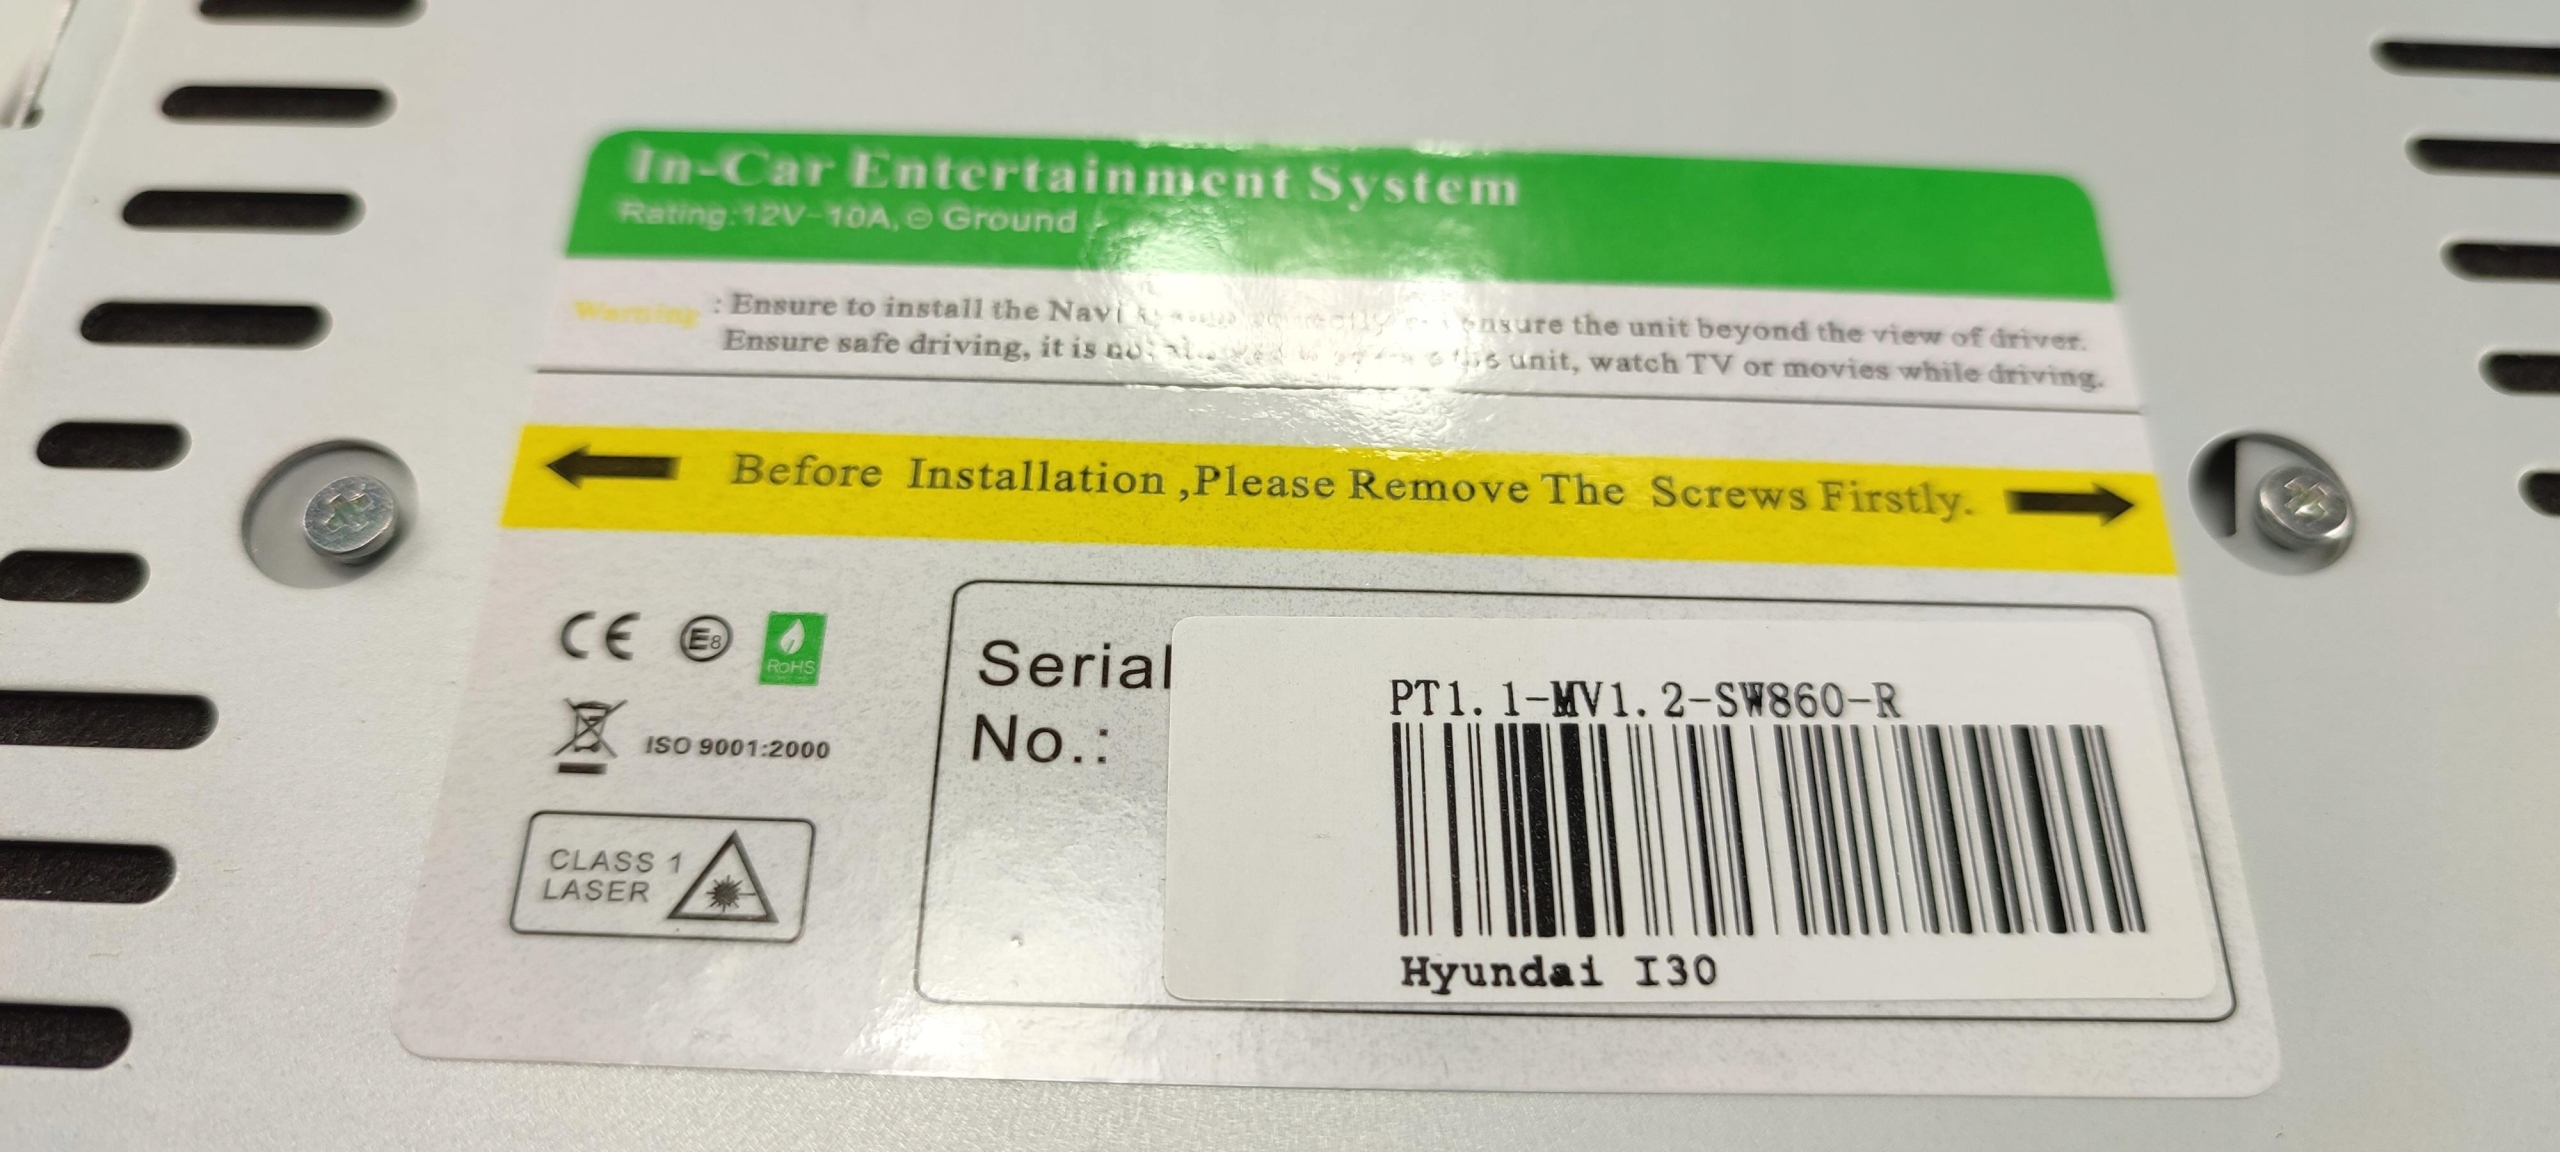 In-Car Entertainment System
Rating:12V-10A,⊖ Ground
Warning : Ensure to install the Navi ensure the unit beyond the view of driver.
Ensure safe driving, it is not unit, watch TV or movies while driving.
Before Installation ,Please Remove The Screws Firstly.
CE E8 RoHS
ISO 9001:2000
CLASS 1
LASER
Serial
No.:
PT1.1-MV1.2-SW860-R
Hyundai I30